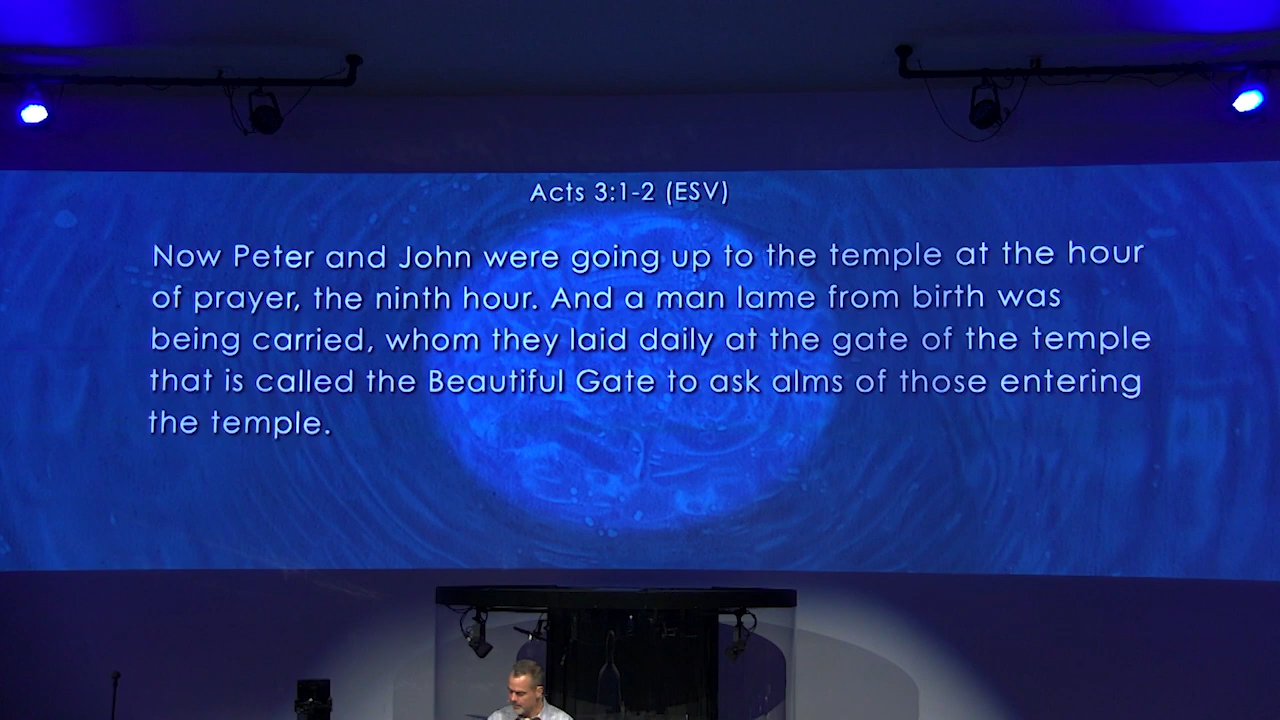 Acts 3:1-2 (ESV)
Now Peter and John were going up to the temple at the hour
of prayer, the ninth hour. And a man lame from birth was
being carried, whom they laid daily at the gate of the temple
that is called the Beautiful Gate to ask alms of those entering
the temple.